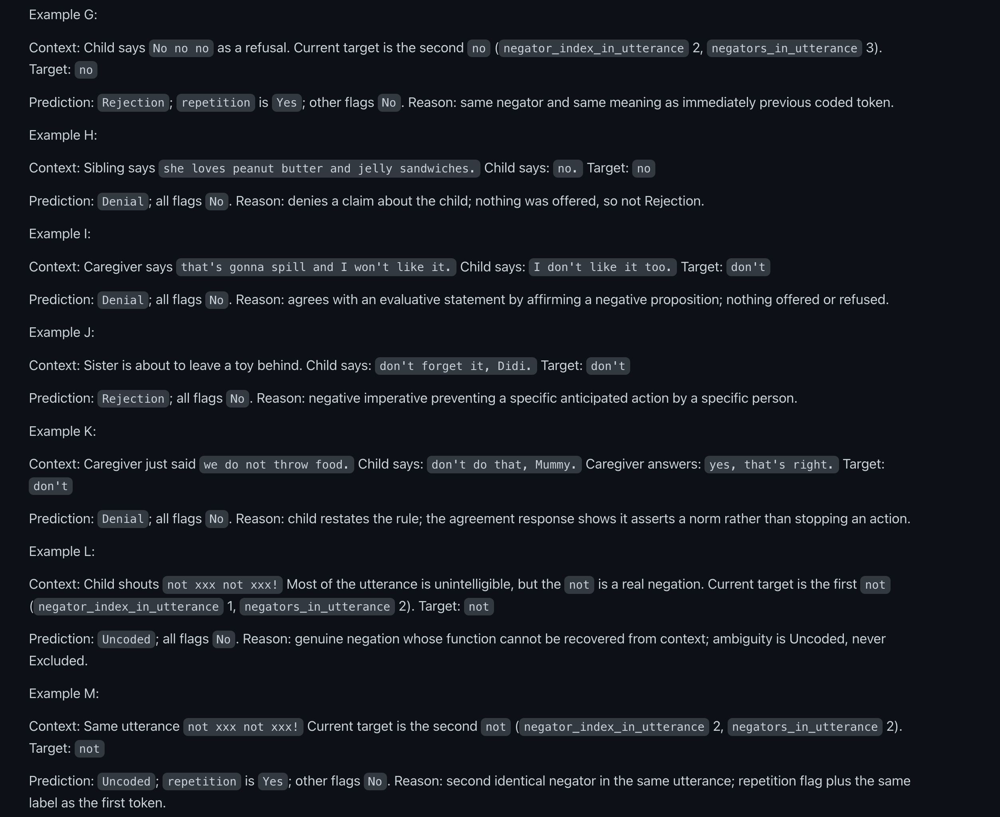 Example G:
Context: Child says No no no as a refusal. Current target is the second no (negator_index_in_utterance 2, negators_in_utterance 3).
Target: no
Prediction: Rejection; repetition is Yes; other flags No. Reason: same negator and same meaning as immediately previous coded token.
Example H:
Context: Sibling says she loves peanut butter and jelly sandwiches. Child says: no. Target: no
Prediction: Denial; all flags No. Reason: denies a claim about the child; nothing was offered, so not Rejection.
Example I:
Context: Caregiver says that's gonna spill and I won't like it. Child says: I don't like it too. Target: don't
Prediction: Denial; all flags No. Reason: agrees with an evaluative statement by affirming a negative proposition; nothing offered or refused.
Example J:
Context: Sister is about to leave a toy behind. Child says: don't forget it, Didi. Target: don't
Prediction: Rejection; all flags No. Reason: negative imperative preventing a specific anticipated action by a specific person.
Example K:
Context: Caregiver just said we do not throw food. Child says: don't do that, Mummy. Caregiver answers: yes, that's right. Target:
don't
Prediction: Denial; all flags No. Reason: child restates the rule; the agreement response shows it asserts a norm rather than stopping an action.
Example L:
Context: Child shouts not xxx not xxx! Most of the utterance is unintelligible, but the not is a real negation. Current target is the first not
(negator_index_in_utterance 1, negators_in_utterance 2). Target: not
Prediction: Uncoded; all flags No. Reason: genuine negation whose function cannot be recovered from context; ambiguity is Uncoded, never
Excluded.
Example M:
Context: Same utterance not xxx not xxx! Current target is the second not (negator_index_in_utterance 2, negators_in_utterance 2).
Target: not
Prediction: Uncoded; repetition is Yes; other flags No. Reason: second identical negator in the same utterance; repetition flag plus the same
label as the first token.